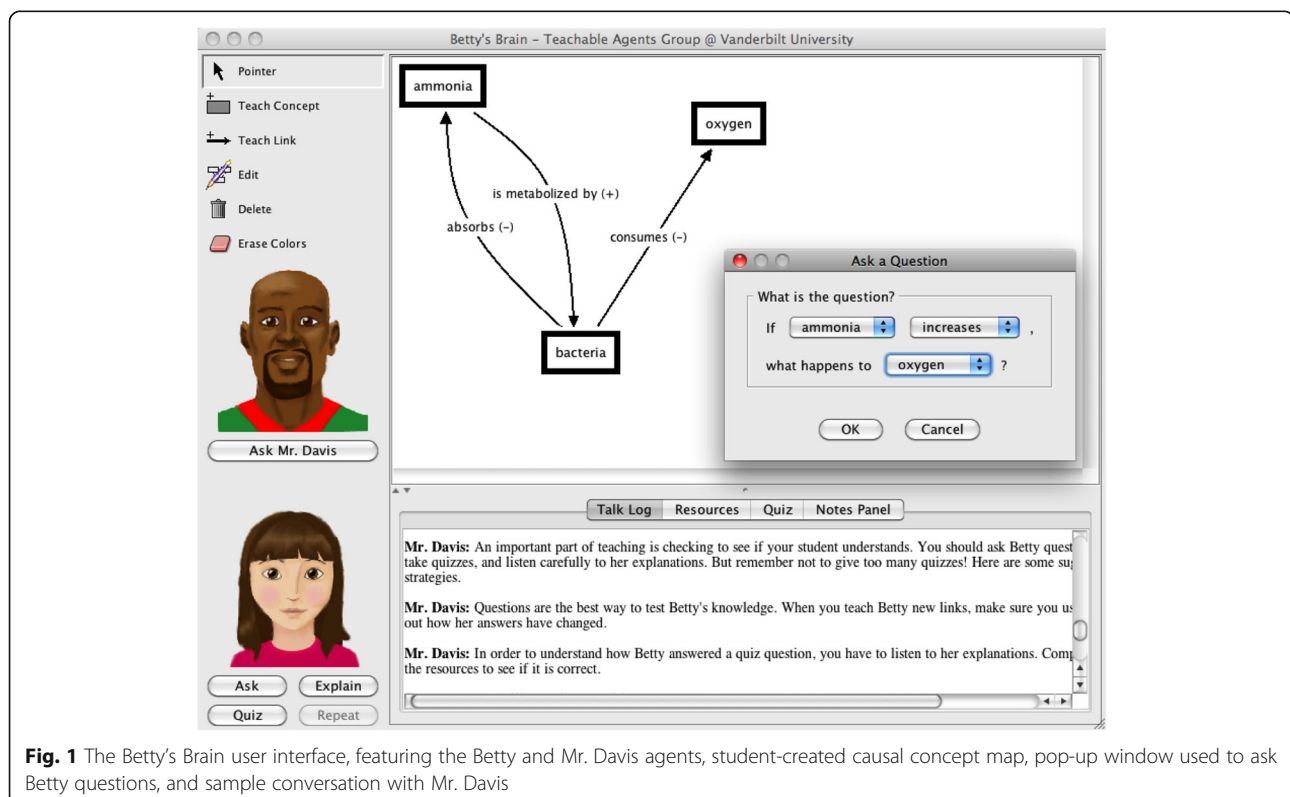 Betty's Brain – Teachable Agents Group @ Vanderbilt University
Pointer
Teach Concept
Teach Link
Edit
Delete
Erase Colors
Ask Mr. Davis
Ask
Explain
Quiz
Repeat
ammonia
oxygen
is metabolized by (+)
absorbs (-)
consumes (-)
bacteria
Ask a Question
What is the question?
If ammonia increases ,
what happens to oxygen ?
OK
Cancel
Talk Log
Resources
Quiz
Notes Panel
Mr. Davis: An important part of teaching is checking to see if your student understands. You should ask Betty
take quizzes, and listen carefully to her explanations. But remember not to give too many quizzes! Here are some
strategies.
Mr. Davis: Questions are the best way to test Betty's knowledge. When you teach Betty new links, make sure you
out how her answers have changed.
Mr. Davis: In order to understand how Betty answered a quiz question, you have to listen to her explanations.
the resources to see if it is correct.
Fig. 1 The Betty's Brain user interface, featuring the Betty and Mr. Davis agents, student-created causal concept map, pop-up window used to ask
Betty questions, and sample conversation with Mr. Davis